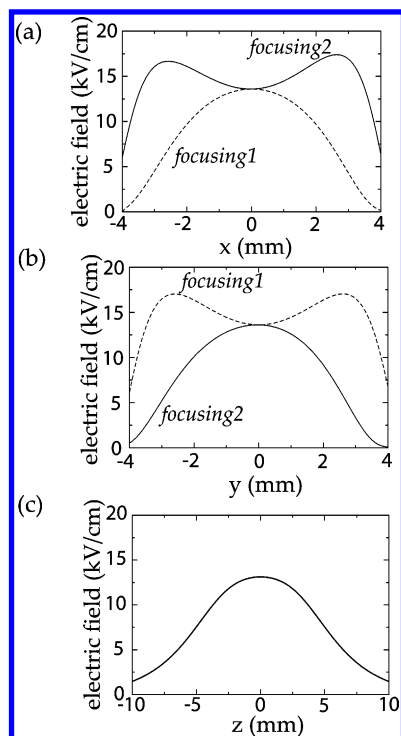 (a)
20
15
10
5
0
electric field (kV/cm)
focusing2
focusing1
-4 -2 0 2 4
x (mm)
(b)
20
15
10
5
0
electric field (kV/cm)
focusing1
focusing2
-4 -2 0 2 4
y (mm)
(c)
20
15
10
5
0
electric field (kV/cm)
-10 -5 0 5 10
z (mm)